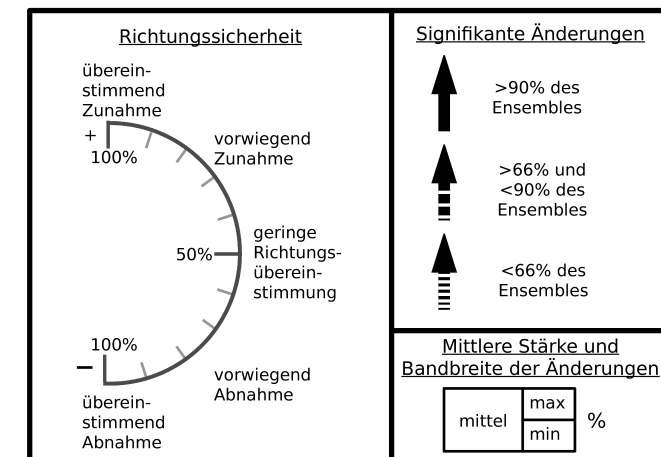 Richtungssicherheit
überein-
stimmend
Zunahme
+
100%
vorwiegend
Zunahme
50%
geringe
Richtungs-
überein-
stimmung
100%
−
vorwiegend
Abnahme
überein-
stimmend
Abnahme
Signifikante Änderungen
>90% des
Ensembles
>66% und
<90% des
Ensembles
<66% des
Ensembles
Mittlere Stärke und
Bandbreite der Änderungen
mittel
max
min
%